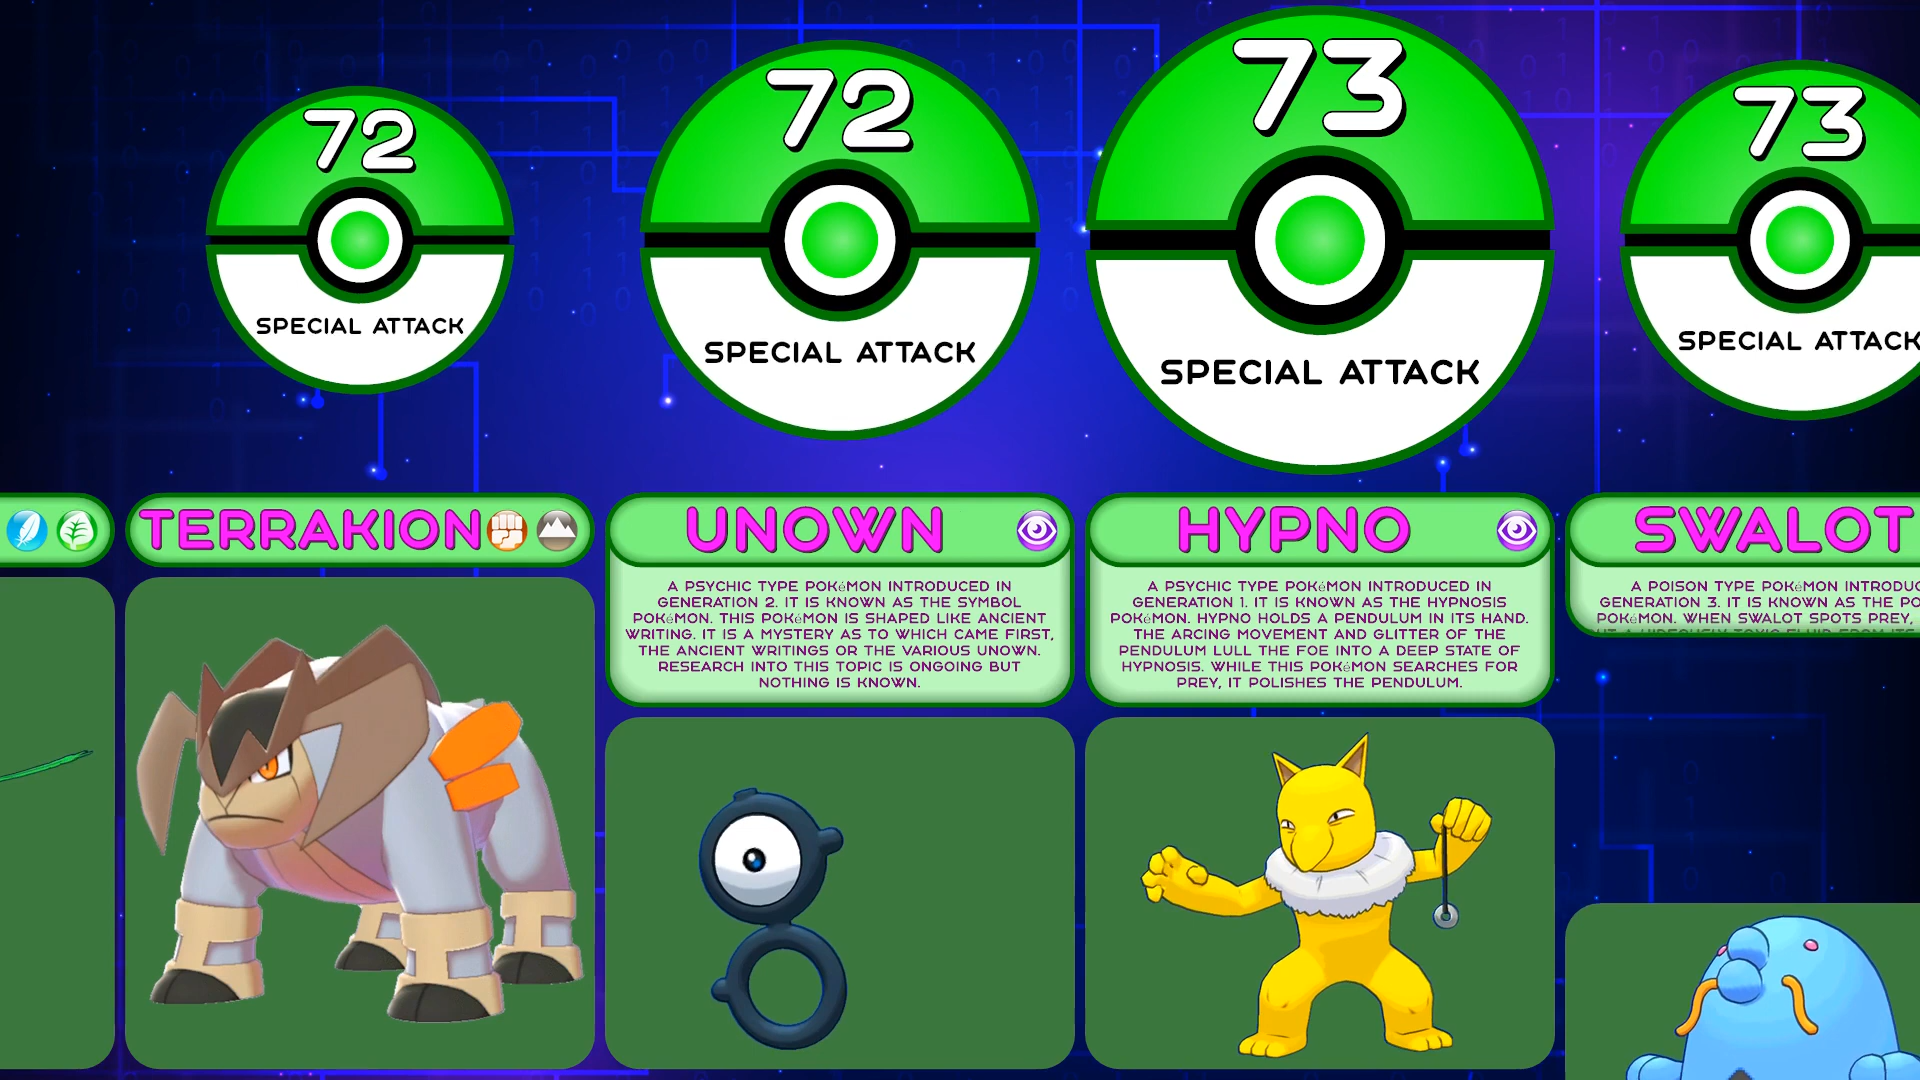 72
SPECIAL ATTACK
72
SPECIAL ATTACK
73
SPECIAL ATTACK
73
SPECIAL ATTACK
TERRAKION
UNOWN
A PSYCHIC TYPE POKéMON INTRODUCED IN
GENERATION 2. IT IS KNOWN AS THE SYMBOL
POKéMON. THIS POKéMON IS SHAPED LIKE ANCIENT
WRITING. IT IS A MYSTERY AS TO WHICH CAME FIRST,
THE ANCIENT WRITINGS OR THE VARIOUS UNOWN.
RESEARCH INTO THIS TOPIC IS ONGOING BUT
NOTHING IS KNOWN.
HYPNO
A PSYCHIC TYPE POKéMON INTRODUCED IN
GENERATION 1. IT IS KNOWN AS THE HYPNOSIS
POKéMON. HYPNO HOLDS A PENDULUM IN ITS HAND.
THE ARCING MOVEMENT AND GLITTER OF THE
PENDULUM LULL THE FOE INTO A DEEP STATE OF
HYPNOSIS. WHILE THIS POKéMON SEARCHES FOR
PREY, IT POLISHES THE PENDULUM.
SWALOT
A POISON TYPE POKéMON INTRODUC
GENERATION 3. IT IS KNOWN AS THE PO
POKéMON. WHEN SWALOT SPOTS PREY,